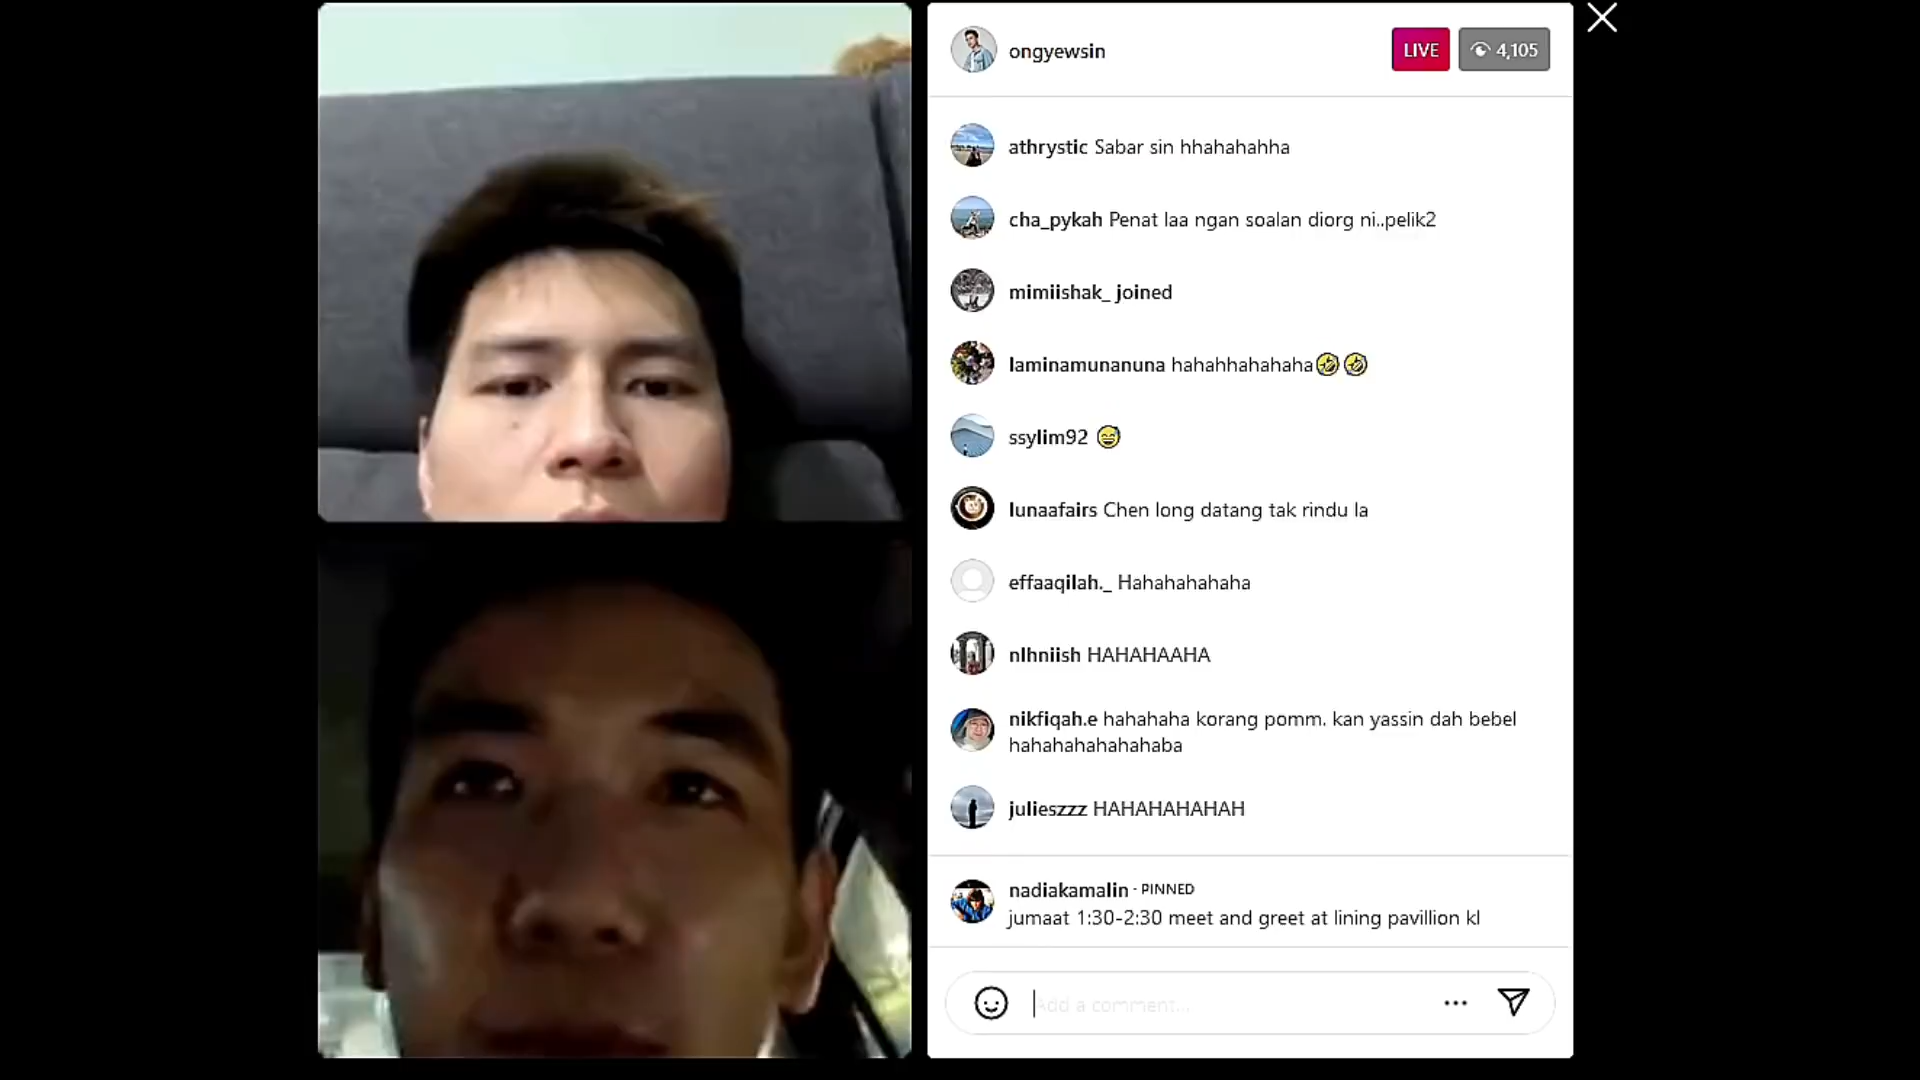 ongyewsin
LIVE
4,105
athrystic Sabar sin hhahahahha
cha_pykah Penat laa ngan soalan diorg ni..pelik2
mimiishak_ joined
laminamunanuna hahahhahahaha🤣🤣
ssylim92 😅
lunaafairs Chen long datang tak rindu la
effaaqilah._ Hahahahahaha
nlhniish HAHAHAAHA
nikfiqah.e hahahaha korang pomm. kan yassin dah bebel
hahahahahahahaba
julieszzz HAHAHAHAHAH
nadiakamalin · PINNED
jumaat 1:30-2:30 meet and greet at lining pavillion kl
Add a comment...